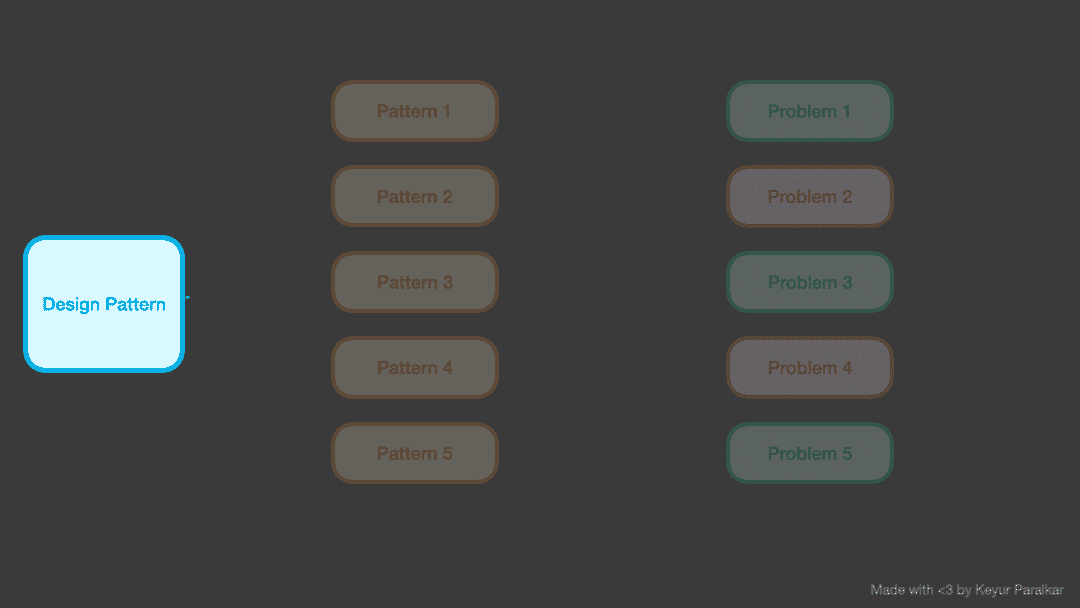 Pattern 1
Problem 1
Pattern 2
Problem 2
Pattern 3
Problem 3
Design Pattern
Pattern 4
Problem 4
Pattern 5
Problem 5
Made with <3 by Keyur Paralkar